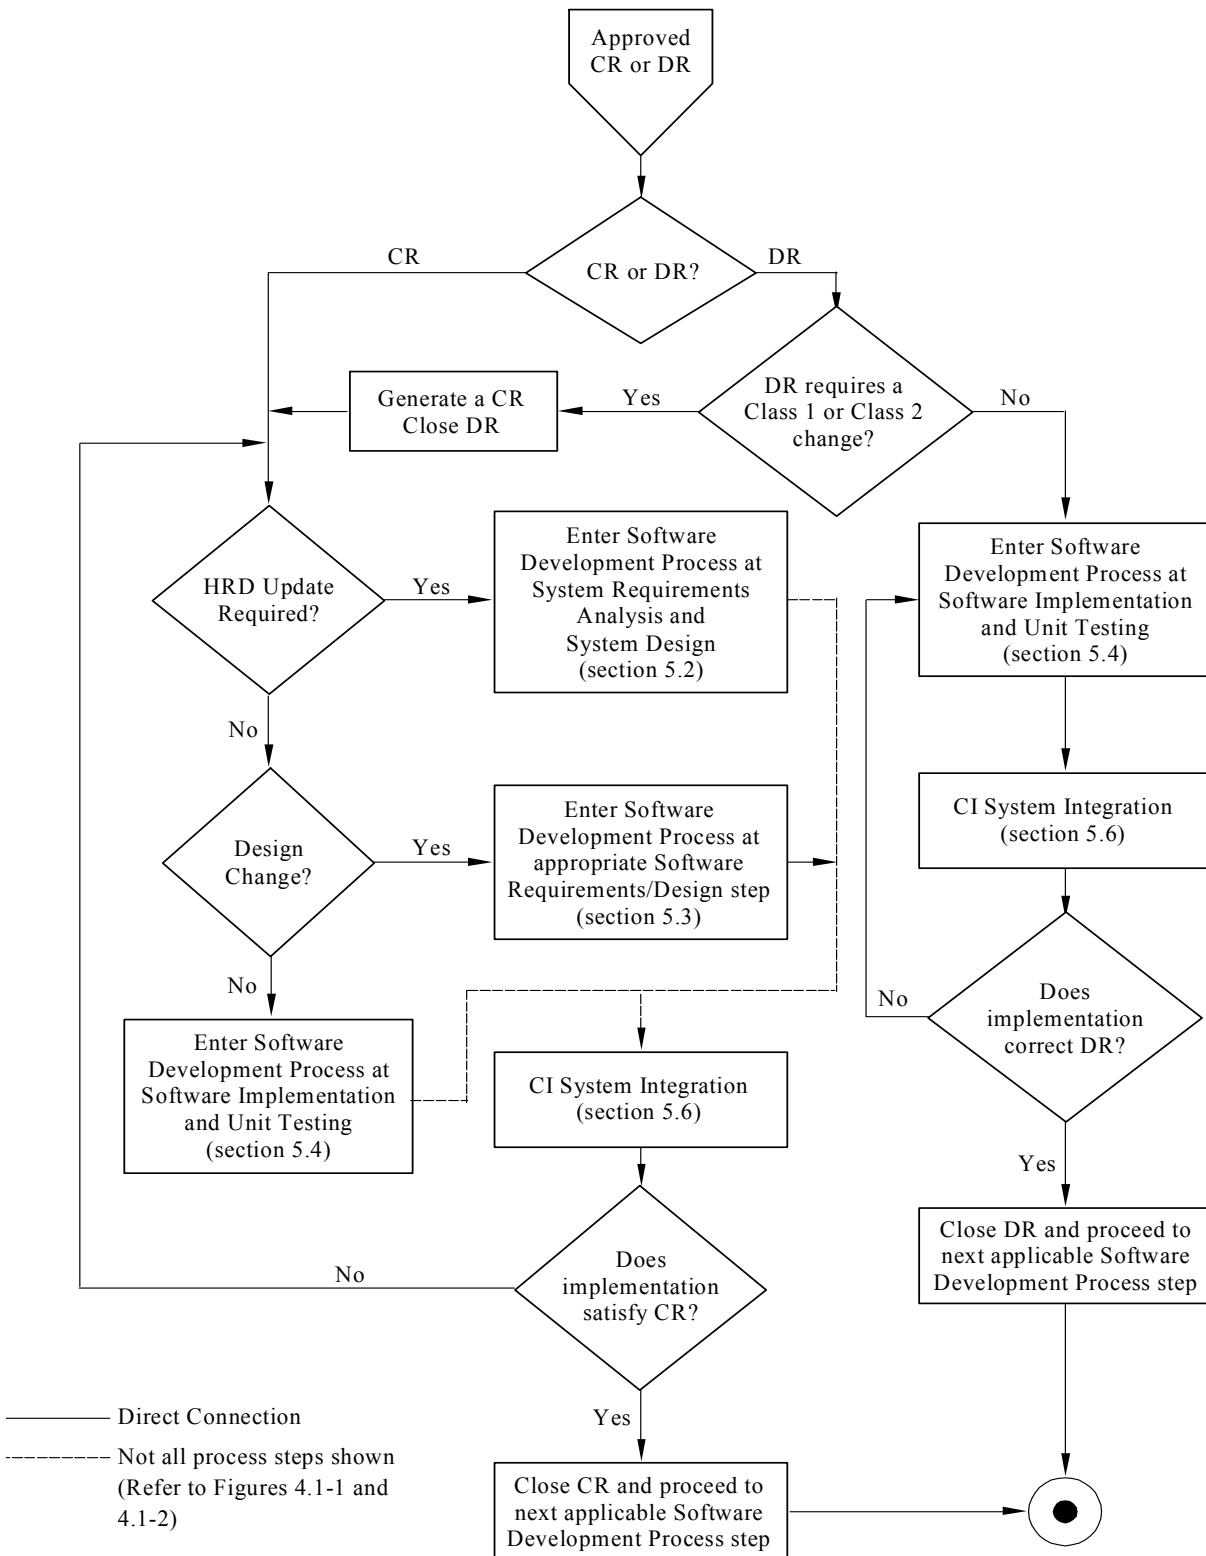 Approved
CR or DR
CR
CR or DR?
DR
Generate a CR
Close DR
Yes
DR requires a
Class 1 or Class 2
change?
No
HRD Update
Required?
Yes
Enter Software
Development Process at
System Requirements
Analysis and
System Design
(section 5.2)
Enter Software
Development Process at
Software Implementation
and Unit Testing
(section 5.4)
No
Design
Change?
Yes
Enter Software
Development Process at
appropriate Software
Requirements/Design step
(section 5.3)
CI System Integration
(section 5.6)
No
Enter Software
Development Process at
Software Implementation
and Unit Testing
(section 5.4)
CI System Integration
(section 5.6)
No
Does
implementation
correct DR?
Yes
No
Does
implementation
satisfy CR?
Close DR and proceed to
next applicable Software
Development Process step
Yes
Direct Connection
Not all process steps shown
(Refer to Figures 4.1-1 and
4.1-2)
Close CR and proceed to
next applicable Software
Development Process step